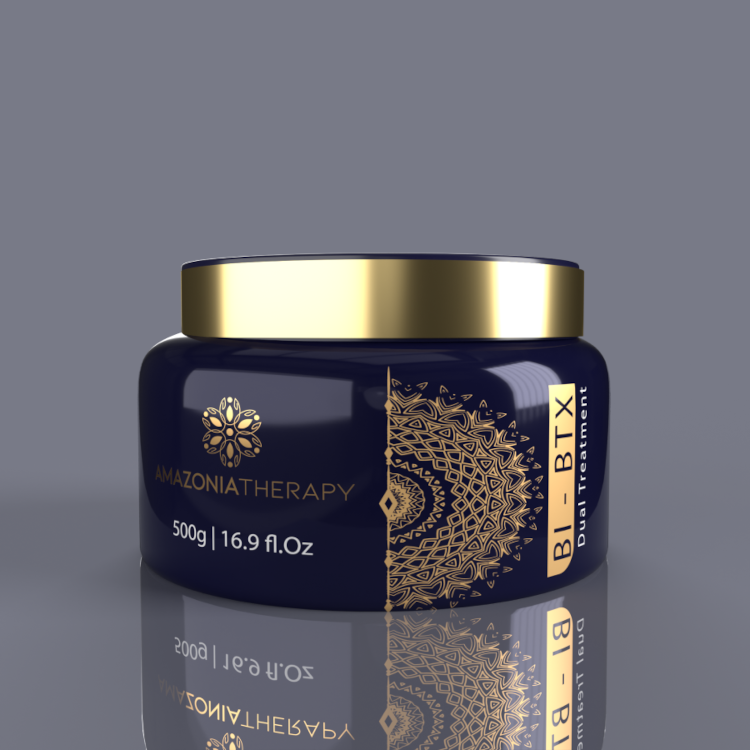 AMAZONIATHERAPY
500g | 16.9 fl.Oz
BI - BTX
Dual Treatment